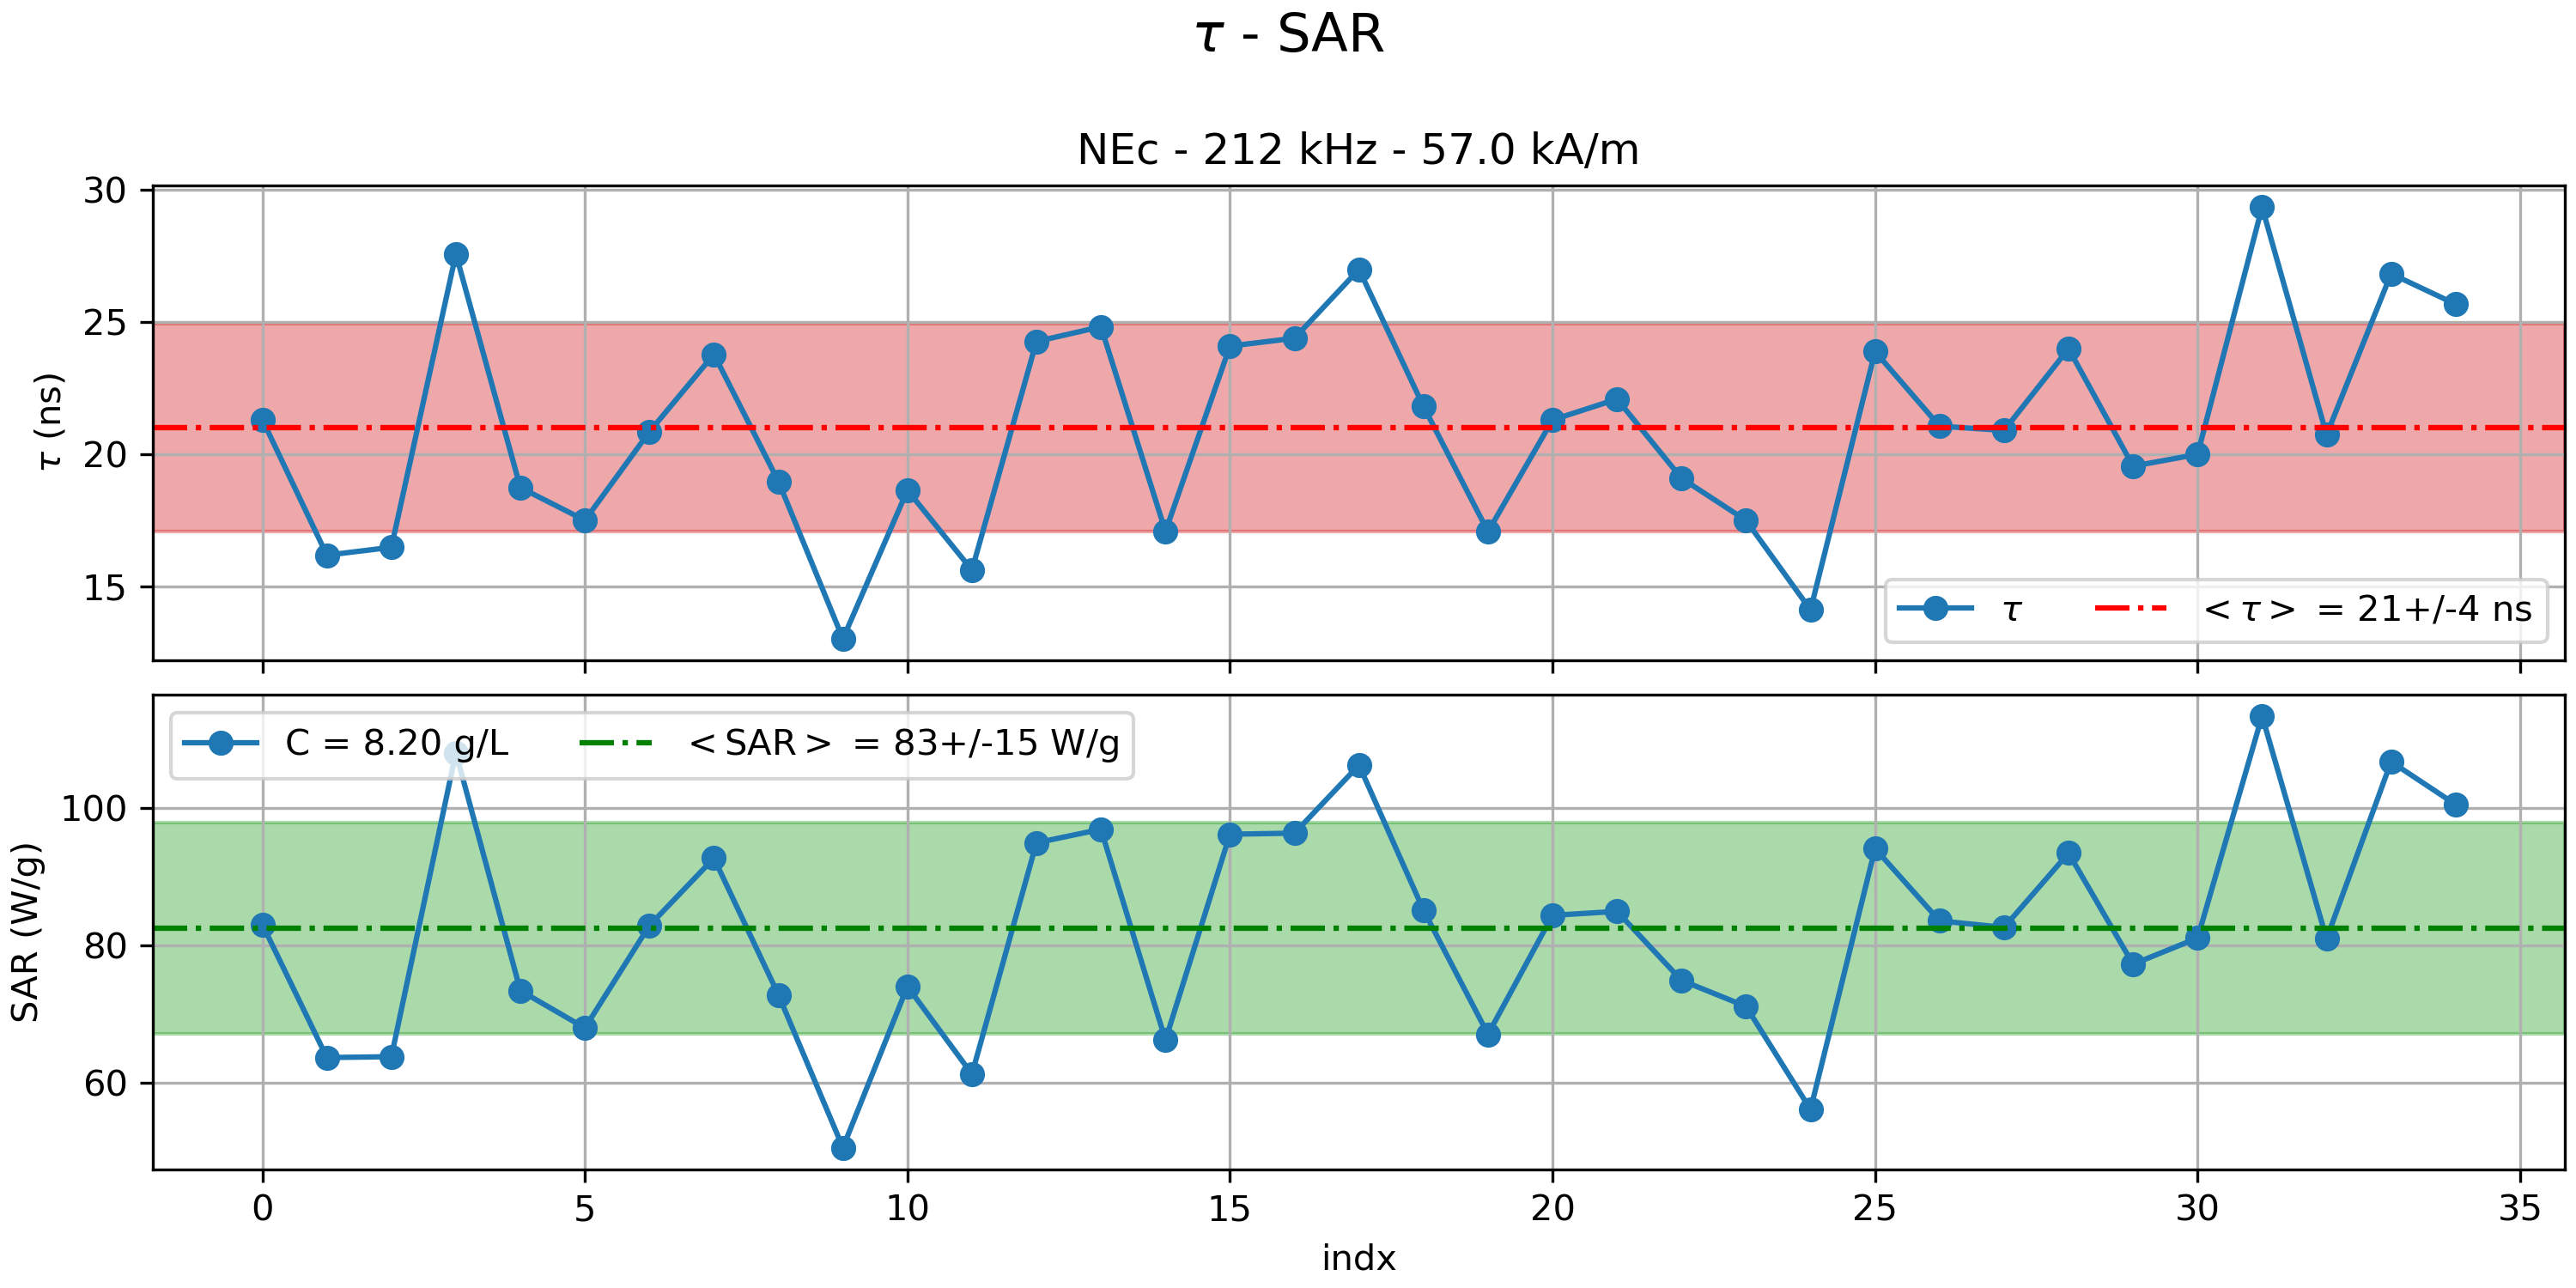 τ - SAR
NEc - 212 kHz - 57.0 kA/m
30
25
20
15
τ (ns)
τ
<τ> = 21+/-4 ns
C = 8.20 g/L
<SAR> = 83+/-15 W/g
100
80
60
SAR (W/g)
0 5 10 15 20 25 30 35
indx